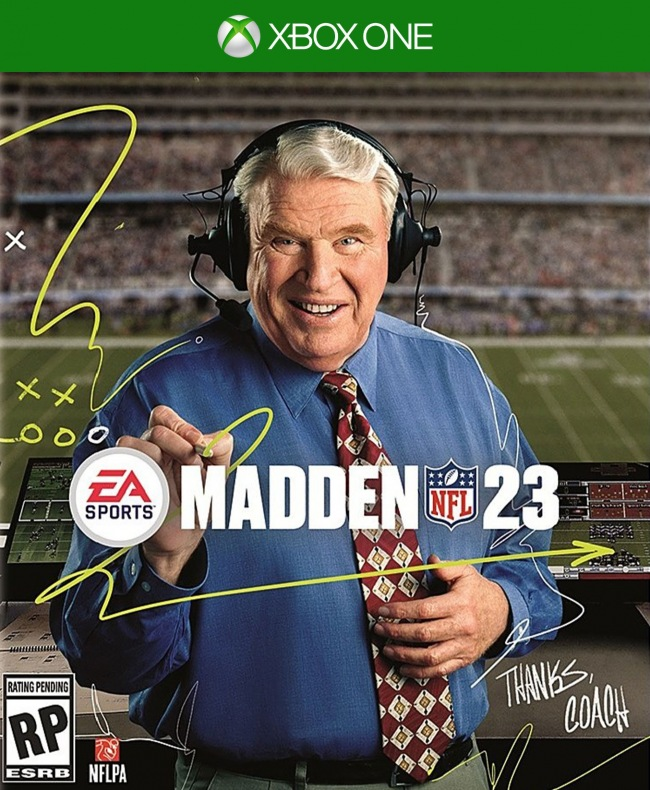 XBOX ONE
EA
SPORTS
MADDEN NFL 23
THANKS,
COACH
RATING PENDING
RP
ESRB
NFLPA